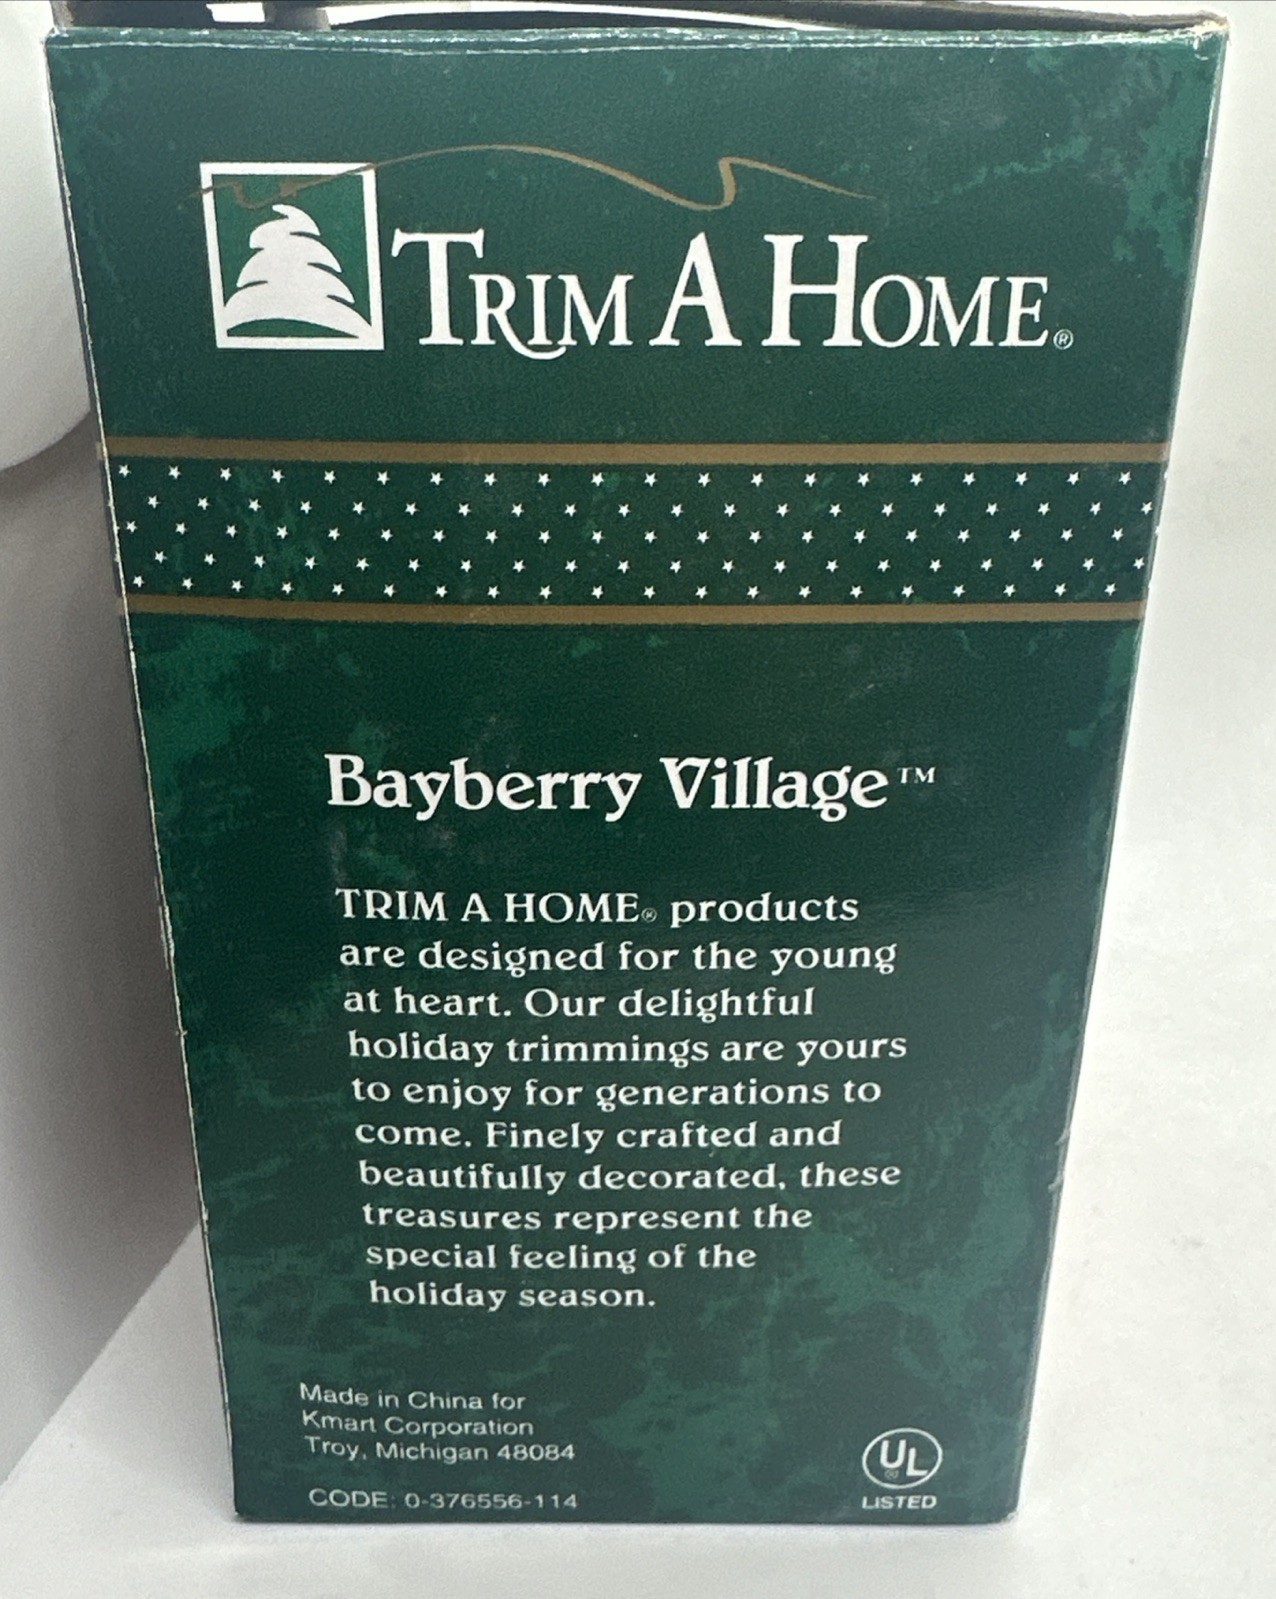 TRIM A HOME®
Bayberry Village™
TRIM A HOME® products
are designed for the young
at heart. Our delightful
holiday trimmings are yours
to enjoy for generations to
come. Finely crafted and
beautifully decorated, these
treasures represent the
special feeling of the
holiday season.
Made in China for
Kmart Corporation
Troy, Michigan 48084
CODE: 0-376556-114
UL®
LISTED